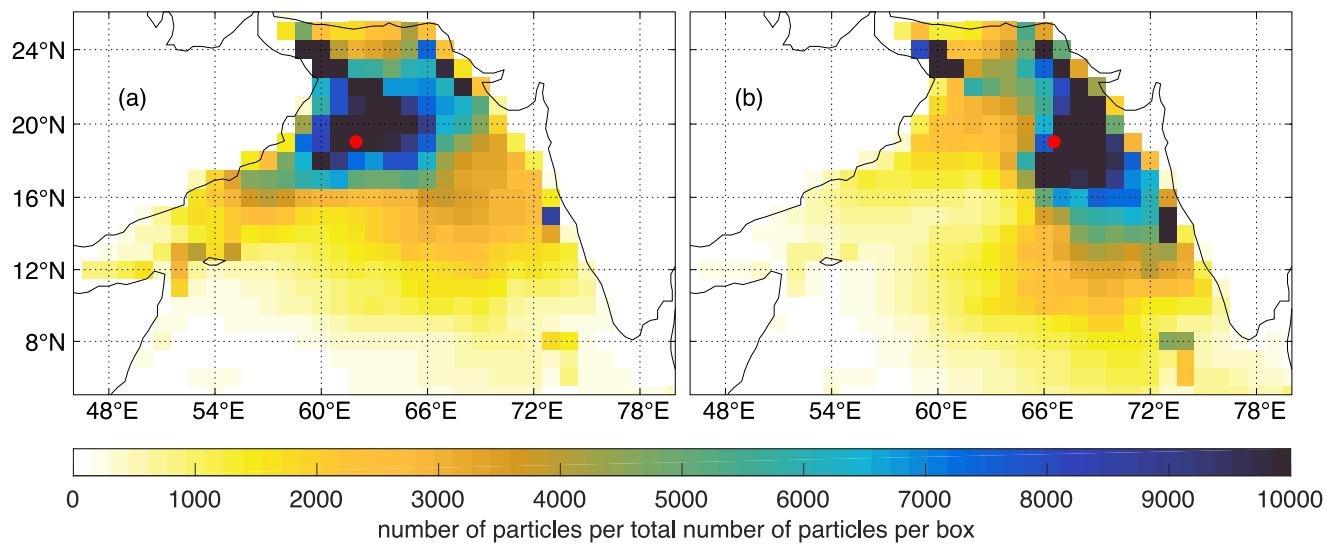 24°N
20°N
16°N
12°N
8°N
(a)
(b)
48°E 54°E 60°E 66°E 72°E 78°E
48°E 54°E 60°E 66°E 72°E 78°E
0 1000 2000 3000 4000 5000 6000 7000 8000 9000 10000
number of particles per total number of particles per box